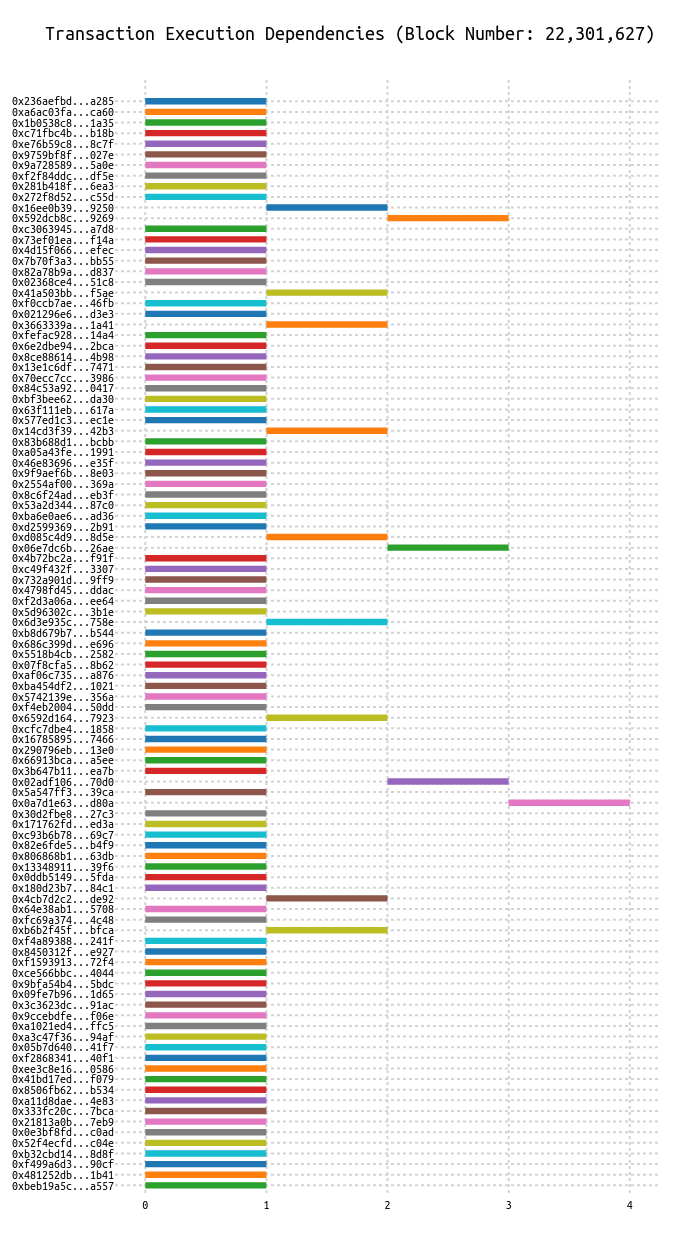 Transaction Execution Dependencies (Block Number: 22,301,627)
0x236aefbd...a285
0xa6ac03fa...ca60
0x1b0538c8...1a35
0xc71fbc4b...b18b
0xe76b59c8...8c7f
0x9759bf8f...027e
0x9a728589...5a0e
0xf2f84ddc...df5e
0x281b418f...6ea3
0x272f8d52...c55d
0x16ee0b39...9250
0x592dcb8c...9269
0xc3063945...a7d8
0x73ef01ea...f14a
0x4d15f066...efec
0x7b70f3a3...bb55
0x82a78b9a...d837
0x02368ce4...51c8
0x41a503bb...f5ae
0xf0ccb7ae...46fb
0x021296e6...d3e3
0x3663339a...1a41
0xfefac928...14a4
0x6e2dbe94...2bca
0x8ce88614...4b98
0x13e1c6df...7471
0x70ecc7cc...3986
0x84c53a92...0417
0xbf3bee62...da30
0x63f111eb...617a
0x577ed1c3...ec1e
0x14cd3f39...42b3
0x83b688d1...bcbb
0xa05a43fe...1991
0x46e83696...e35f
0x9f9aef6b...8e03
0x2554af00...369a
0x8c6f24ad...eb3f
0x53a2d344...87c0
0xba6e0ae6...ad36
0xd2599369...2b91
0xd085c4d9...8d5e
0x06e7dc6b...26ae
0x4b72bc2a...f91f
0xc49f432f...3307
0x732a901d...9ff9
0x4798fd45...ddac
0xf2d3a06a...ee64
0x5d96302c...3b1e
0x6d3e935c...758e
0xb8d679b7...b544
0x686c399d...e696
0x5518b4cb...2582
0x07f8cfa5...8b62
0xaf06c735...a876
0xba454df2...1021
0x5742139e...356a
0xf4eb2004...50dd
0x6592d164...7923
0xcfc7dbe4...1858
0x16785895...7466
0x290796eb...13e0
0x66913bca...a5ee
0x3b647b11...ea7b
0x02adf106...70d0
0x5a547ff3...39ca
0x0a7d1e63...d80a
0x30d2fbe8...27c3
0x171762fd...ed3a
0xc93b6b78...69c7
0x82e6fde5...b4f9
0x806868b1...63db
0x13348911...39f6
0x0ddb5149...5fda
0x180d23b7...84c1
0x4cb7d2c2...de92
0x64e38ab1...5708
0xfc69a374...4c48
0xb6b2f45f...bfca
0xf4a89388...241f
0x8450312f...e927
0xf1593913...72f4
0xce566bbc...4044
0x9bfa54b4...5bdc
0x09fe7b96...1d65
0x3c3623dc...91ac
0x9ccebdfe...f06e
0xa1021ed4...ffc5
0xa3c47f36...94af
0x05b7d640...41f7
0xf2868341...40f1
0xee3c8e16...0586
0x41bd17ed...f079
0x8506fb62...b534
0xa11d8dae...4e83
0x333fc20c...7bca
0x21813a0b...7eb9
0x0e3bf8fd...c0ad
0x52f4ecfd...c04e
0xb32cbd14...8d8f
0xf499a6d3...90cf
0x481252db...1b41
0xbeb19a5c...a557
0 1 2 3 4